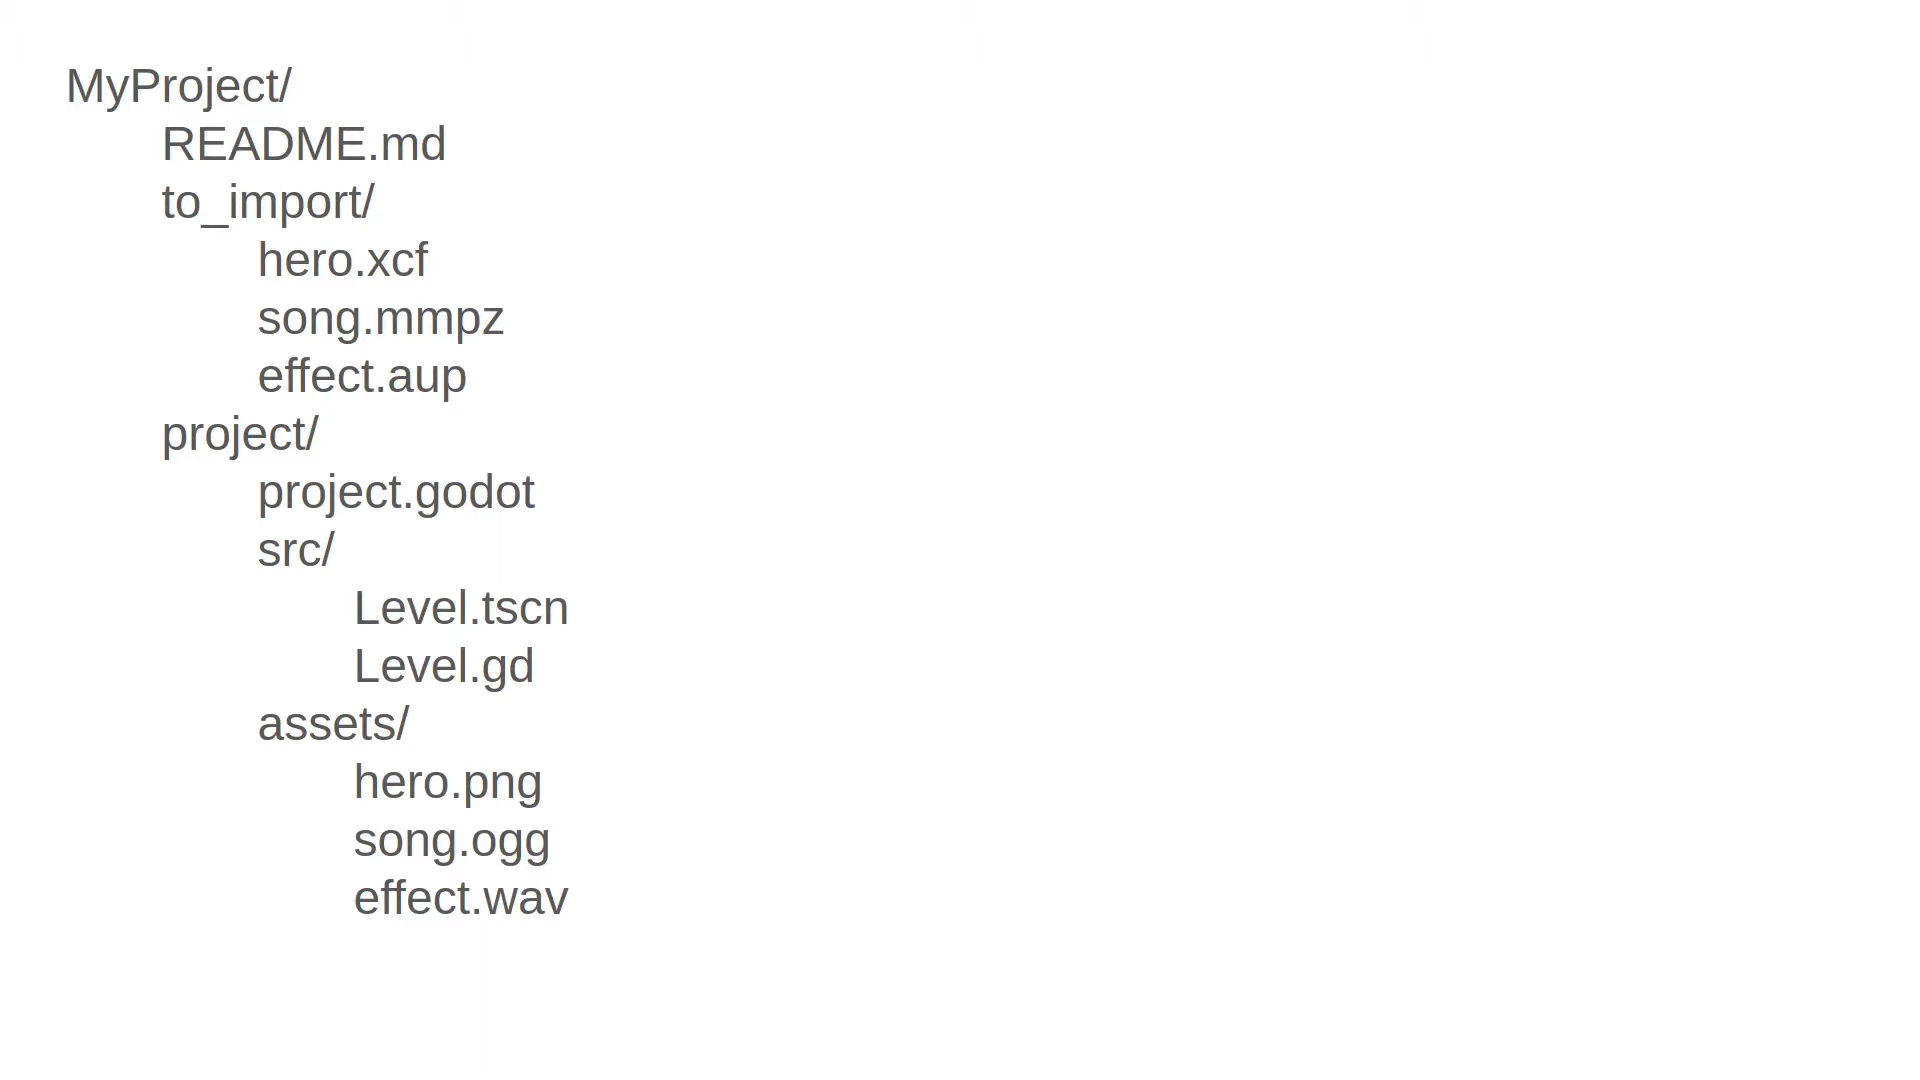 MyProject/
README.md
to_import/
hero.xcf
song.mmpz
effect.aup
project/
project.godot
src/
Level.tscn
Level.gd
assets/
hero.png
song.ogg
effect.wav